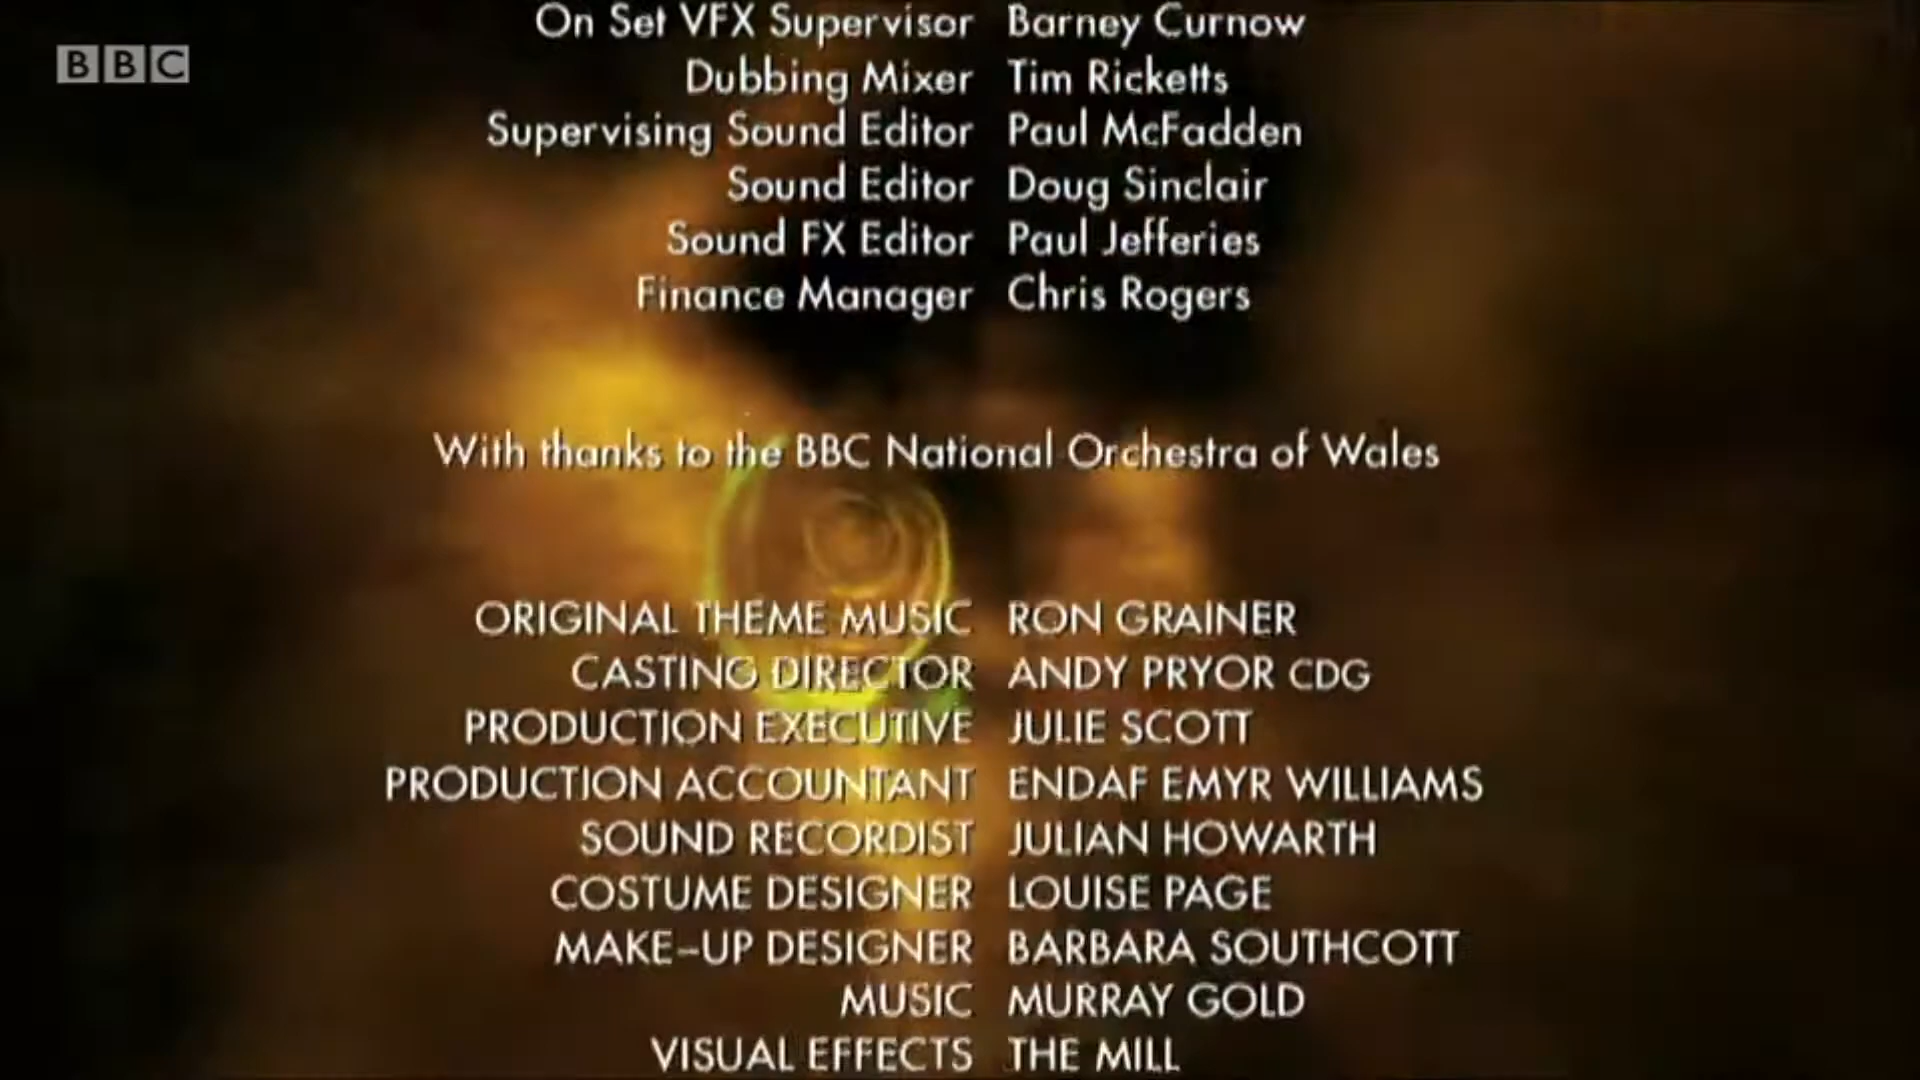 BBC
On Set VFX Supervisor Barney Curnow
Dubbing Mixer Tim Ricketts
Supervising Sound Editor Paul McFadden
Sound Editor Doug Sinclair
Sound FX Editor Paul Jefferies
Finance Manager Chris Rogers
With thanks to the BBC National Orchestra of Wales
ORIGINAL THEME MUSIC RON GRAINER
CASTING DIRECTOR ANDY PRYOR CDG
PRODUCTION EXECUTIVE JULIE SCOTT
PRODUCTION ACCOUNTANT ENDAF EMYR WILLIAMS
SOUND RECORDIST JULIAN HOWARTH
COSTUME DESIGNER LOUISE PAGE
MAKE-UP DESIGNER BARBARA SOUTHCOTT
MUSIC MURRAY GOLD
VISUAL EFFECTS THE MILL